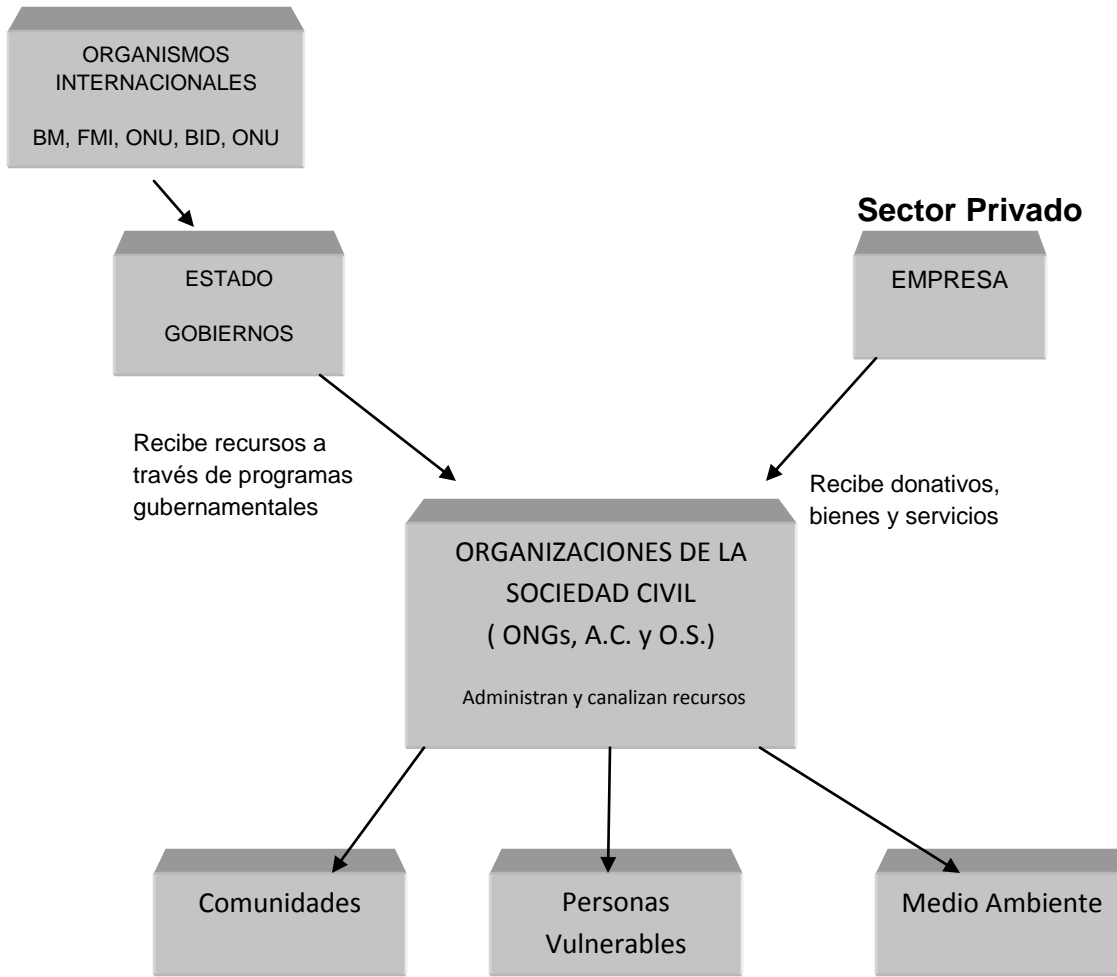 ORGANISMOS
INTERNACIONALES
BM, FMI, ONU, BID, ONU
Sector Privado
ESTADO
GOBIERNOS
EMPRESA
Recibe recursos a
través de programas
gubernamentales
Recibe donativos,
bienes y servicios
ORGANIZACIONES DE LA
SOCIEDAD CIVIL
( ONGs, A.C. y O.S.)
Administran y canalizan recursos
Comunidades
Personas
Vulnerables
Medio Ambiente